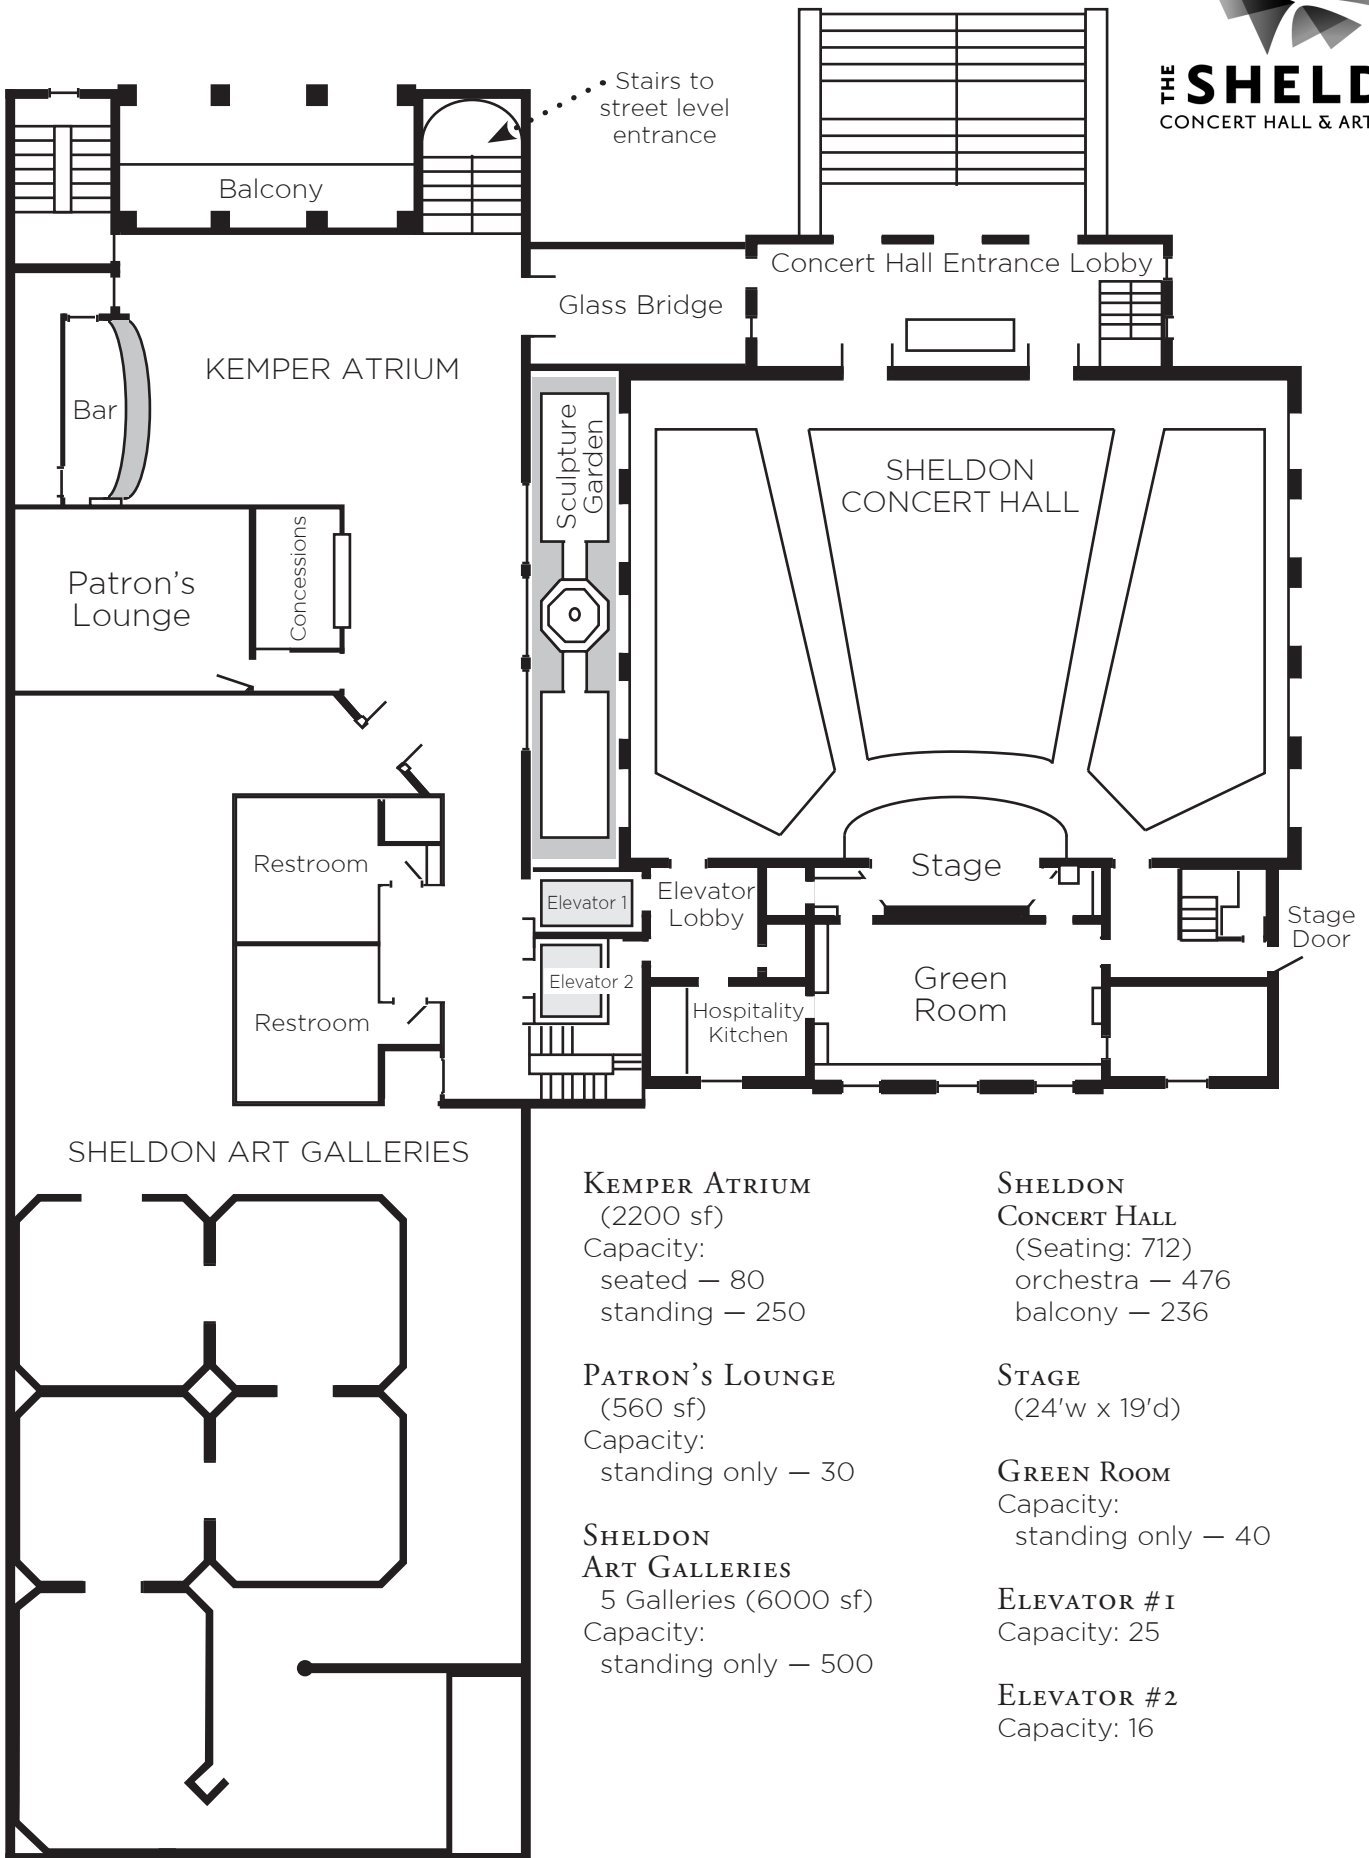 THE SHELD
CONCERT HALL & ART
Stairs to
street level
entrance
Balcony
Concert Hall Entrance Lobby
Glass Bridge
KEMPER ATRIUM
Bar
Sculpture
Garden
SHELDON
CONCERT HALL
Concessions
Patron's
Lounge
Restroom
Stage
Elevator 1
Elevator
Lobby
Stage
Door
Elevator 2
Green
Room
Restroom
Hospitality
Kitchen
SHELDON ART GALLERIES
KEMPER ATRIUM
(2200 sf)
Capacity:
seated — 80
standing — 250
PATRON'S LOUNGE
(560 sf)
Capacity:
standing only — 30
SHELDON
ART GALLERIES
5 Galleries (6000 sf)
Capacity:
standing only — 500
SHELDON
CONCERT HALL
(Seating: 712)
orchestra — 476
balcony — 236
STAGE
(24'w x 19'd)
GREEN ROOM
Capacity:
standing only — 40
ELEVATOR #1
Capacity: 25
ELEVATOR #2
Capacity: 16